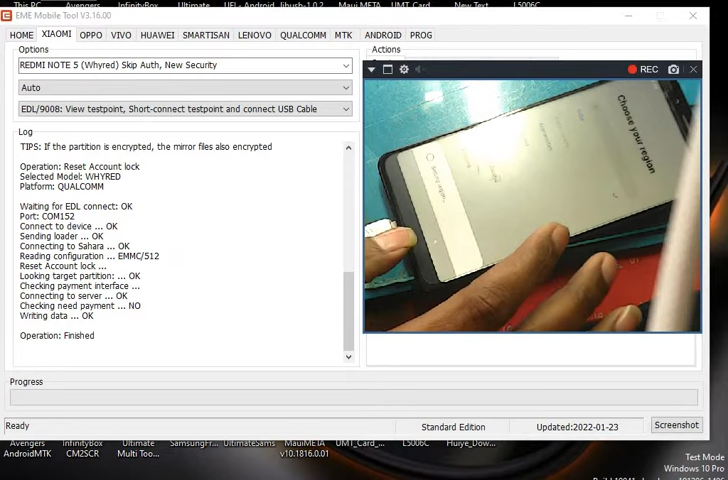 This PC
InfinityBox
Ultimate
UFI - Android
libusb-1.0.2...
Maui META
UMT_Card
New Text
L5006C
EME Mobile Tool V3.16.00
HOME XIAOMI OPPO VIVO HUAWEI SMARTISAN LENOVO QUALCOMM MTK ANDROID PROG
Options
REDMI NOTE 5 (Whyred) Skip Auth, New Security
Auto
EDL/9008: View testpoint, Short-connect testpoint and connect USB Cable
Actions
REC
Log
TIPS: If the partition is encrypted, the mirror files also encrypted
Operation: Reset Account lock
Selected Model: WHYRED
Platform: QUALCOMM
Waiting for EDL connect: OK
Port: COM152
Connect to device ... OK
Sending loader ... OK
Connecting to Sahara ... OK
Reading configuration ... EMMC/512
Reset Account lock ...
Looking target partition: ... OK
Checking payment interface ...
Connecting to server ... OK
Checking need payment ... NO
Writing data ... OK
Operation: Finished
Choose your region
Progress
Ready
Standard Edition
Updated:2022-01-23
Screenshot
Avengers InfinityBox Ultimate SamsungFr... UltimateSams... MauiMETA UMT_Card_... L5006C Huiye_Dow...
AndroidMTK CM2SCR Multi Too... v10.1816.0.01
Test Mode
Windows 10 Pro